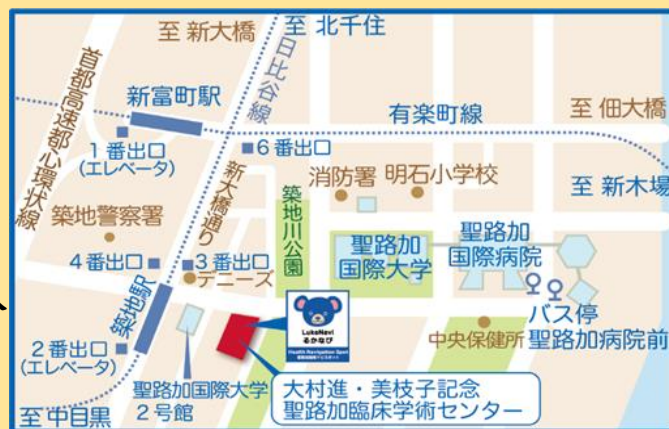 至 新大橋
至 北千住
首都高速都心環状線
日比谷線
新富町駅
有楽町線
至 佃大橋
1番出口
(エレベータ)
6番出口
新大橋通り
消防署
明石小学校
至 新木場
築地川公園
築地警察署
聖路加
国際大学
聖路加
国際病院
4番出口
3番出口
デニーズ
築地駅
LukaNavi
るかなび
Health Navigation Spot
バス停
聖路加病院前
中央保健所
2番出口
(エレベータ)
聖路加国際大学
2号館
大村進・美枝子記念
聖路加臨床学術センター
至 中目黒